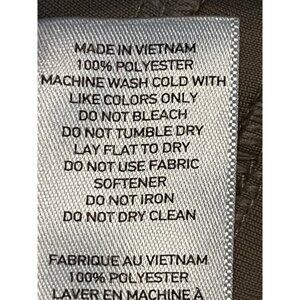 MADE IN VIETNAM
100% POLYESTER
MACHINE WASH COLD WITH
LIKE COLORS ONLY
DO NOT BLEACH
DO NOT TUMBLE DRY
LAY FLAT TO DRY
DO NOT USE FABRIC
SOFTENER
DO NOT IRON
DO NOT DRY CLEAN
FABRIQUE AU VIETNAM
100% POLYESTER
LAVER EN MACHINE À